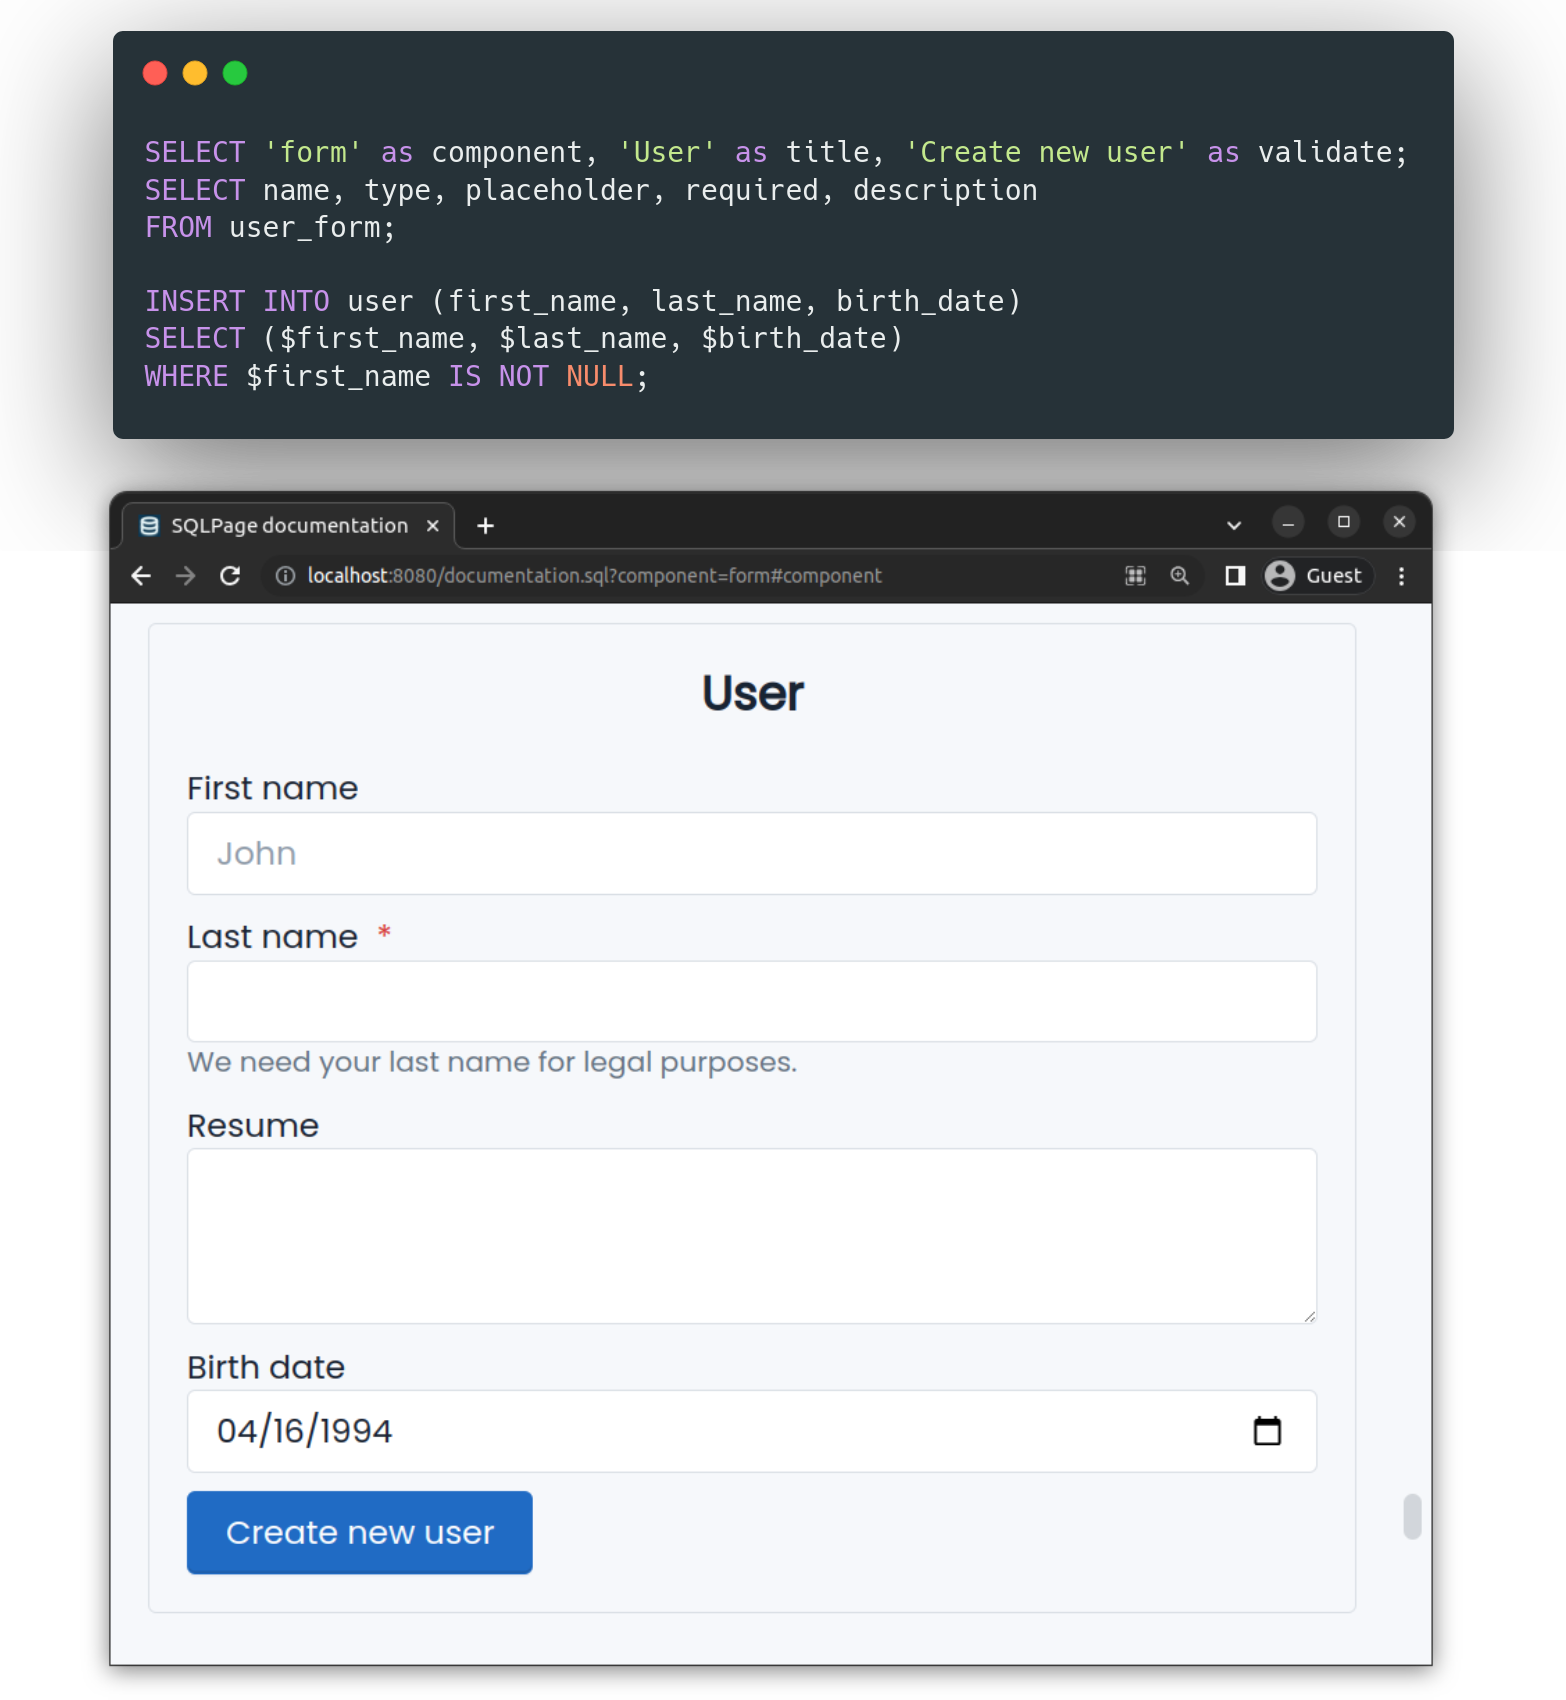 SELECT 'form' as component, 'User' as title, 'Create new user' as validate;
SELECT name, type, placeholder, required, description
FROM user_form;
INSERT INTO user (first_name, last_name, birth_date)
SELECT ($first_name, $last_name, $birth_date)
WHERE $first_name IS NOT NULL;
SQLPage documentation
localhost:8080/documentation.sql?component=form#component
Guest
User
First name
John
Last name *
We need your last name for legal purposes.
Resume
Birth date
04/16/1994
Create new user